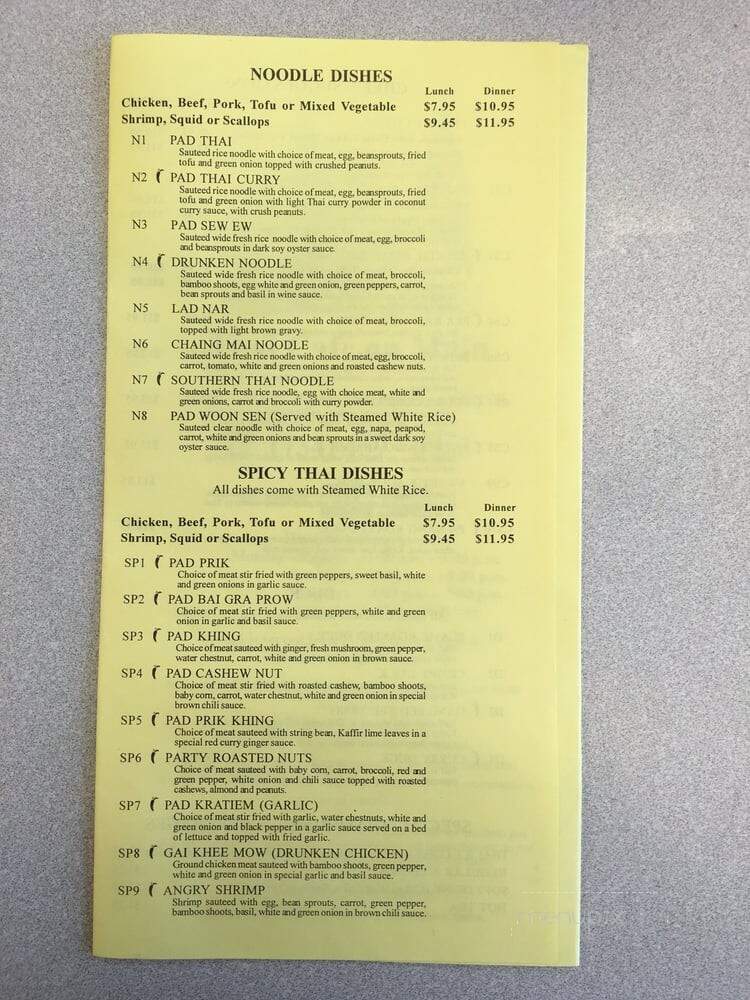 NOODLE DISHES
Lunch Dinner
Chicken, Beef, Pork, Tofu or Mixed Vegetable $7.95 $10.95
Shrimp, Squid or Scallops $9.45 $11.95
N1 PAD THAI
Sauteed rice noodle with choice of meat, egg, beansprouts, fried
tofu and green onion topped with crushed peanuts.
N2 PAD THAI CURRY
Sauteed rice noodle with choice of meat, egg, beansprouts, fried
tofu and green onion with light Thai curry powder in coconut
curry sauce, with crush peanuts.
N3 PAD SEW EW
Sauteed wide fresh rice noodle with choice of meat, egg, broccoli
and beansprouts in dark soy oyster sauce.
N4 DRUNKEN NOODLE
Sauteed wide fresh rice noodle with choice of meat, broccoli,
bamboo shoots, egg white and green onion, green peppers, carrot,
bean sprouts and basil in wine sauce.
N5 LAD NAR
Sauteed wide fresh rice noodle with choice of meat, broccoli,
topped with light brown gravy.
N6 CHAING MAI NOODLE
Sauteed wide fresh rice noodle with choice of meat, egg, broccoli,
carrot, tomato, white and green onions and roasted cashew nuts.
N7 SOUTHERN THAI NOODLE
Sauteed wide fresh rice noodle, egg with choice meat, white and
green onions, carrot and broccoli with curry powder.
N8 PAD WOON SEN (Served with Steamed White Rice)
Sauteed clear noodle with choice of meat, egg, napa, peapod,
carrot, white and green onions and bean sprouts in a sweet dark soy
oyster sauce.
SPICY THAI DISHES
All dishes come with Steamed White Rice.
Lunch Dinner
Chicken, Beef, Pork, Tofu or Mixed Vegetable $7.95 $10.95
Shrimp, Squid or Scallops $9.45 $11.95
SP1 PAD PRIK
Choice of meat stir fried with green peppers, sweet basil, white
and green onions in garlic sauce.
SP2 PAD BAI GRA PROW
Choice of meat stir fried with green peppers, white and green
onion in garlic and basil sauce.
SP3 PAD KHING
Choice of meat sauteed with ginger, fresh mushroom, green pepper,
water chestnut, carrot, white and green onion in brown sauce.
SP4 PAD CASHEW NUT
Choice of meat stir fried with roasted cashew, bamboo shoots,
baby corn, carrot, water chestnut, white and green onion in special
brown chili sauce.
SP5 PAD PRIK KHING
Choice of meat sauteed with string bean, Kaffir lime leaves in a
special red curry ginger sauce.
SP6 PARTY ROASTED NUTS
Choice of meat sauteed with baby corn, carrot, broccoli, red and
green pepper, white onion and chili sauce topped with roasted
cashews, almond and peanuts.
SP7 PAD KRATIEM (GARLIC)
Choice of meat stir fried with garlic, water chestnuts, white and
green onion and black pepper in a garlic sauce served on a bed
of lettuce and topped with fried garlic.
SP8 GAI KHEE MOW (DRUNKEN CHICKEN)
Ground chicken meat sauteed with bamboo shoots, green pepper,
white and green onion in special garlic and basil sauce.
SP9 ANGRY SHRIMP
Shrimp sauteed with egg, bean sprouts, carrot, green pepper,
bamboo shoots, basil, white and green onion in brown chili sauce.